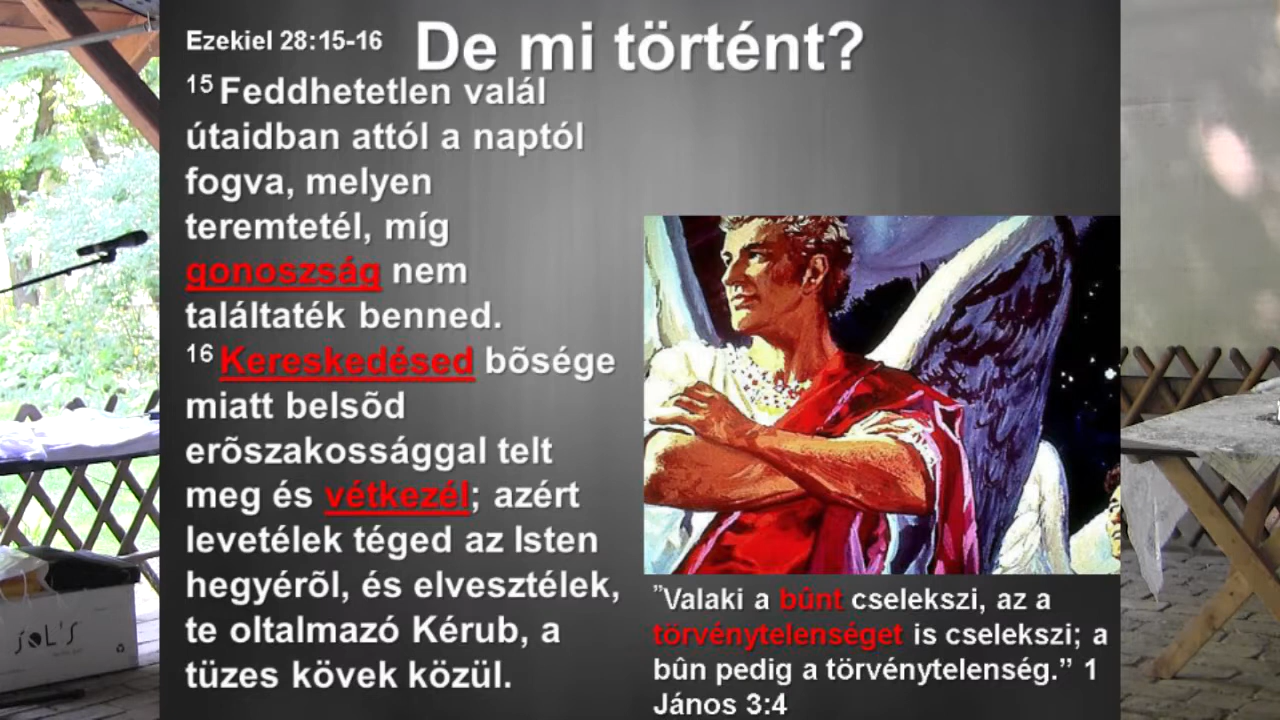 Ezekiel 28:15-16
De mi történt?
15 Feddhetetlen valál
útaidban attól a naptól
fogva, melyen
teremtetél, míg
gonoszság nem
találtaték benned.
16 Kereskedésed bõsége
miatt belsõd
erõszakossággal telt
meg és vétkezél; azért
levetélek téged az Isten
hegyérõl, és elvesztélek,
te oltalmazó Kérub, a
tüzes kövek közül.
”Valaki a bûnt cselekszi, az a
törvénytelenséget is cselekszi; a
bûn pedig a törvénytelenség.” 1
János 3:4
SOL'S